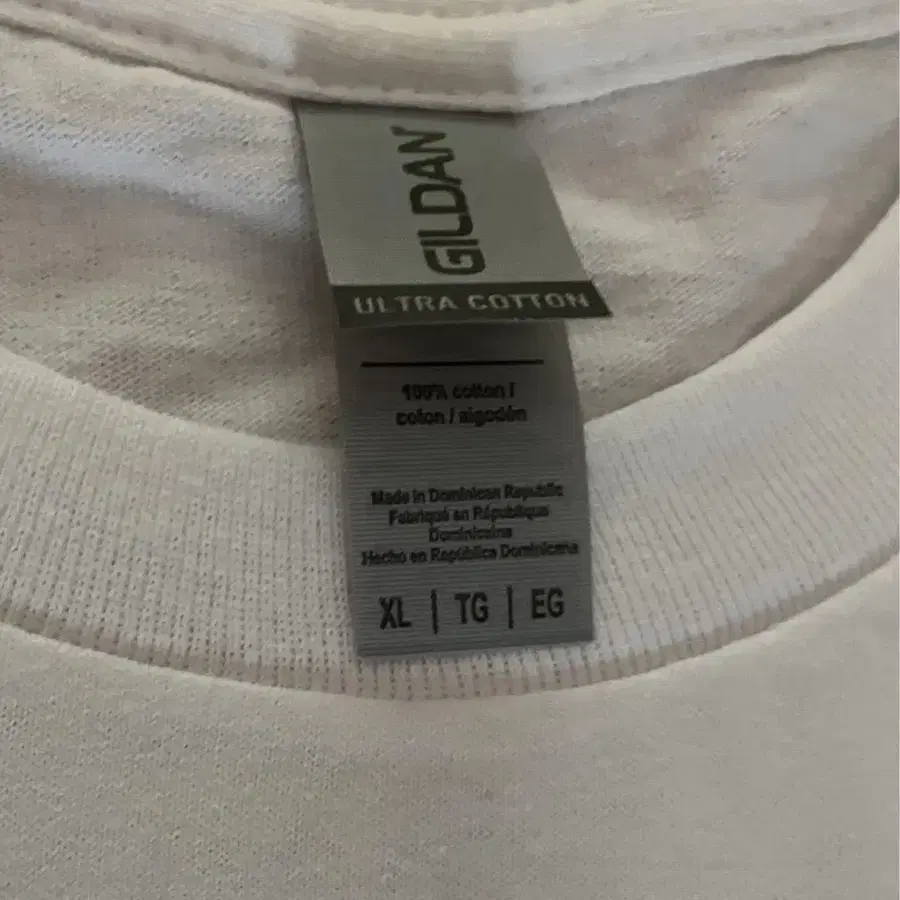 GILDAN
ULTRA COTTON
100% cotton /
coton / algodón
Made in Dominican Republic
Fabriqué en République
Dominicaine
Hecho en República Dominicana
XL | TG | EG